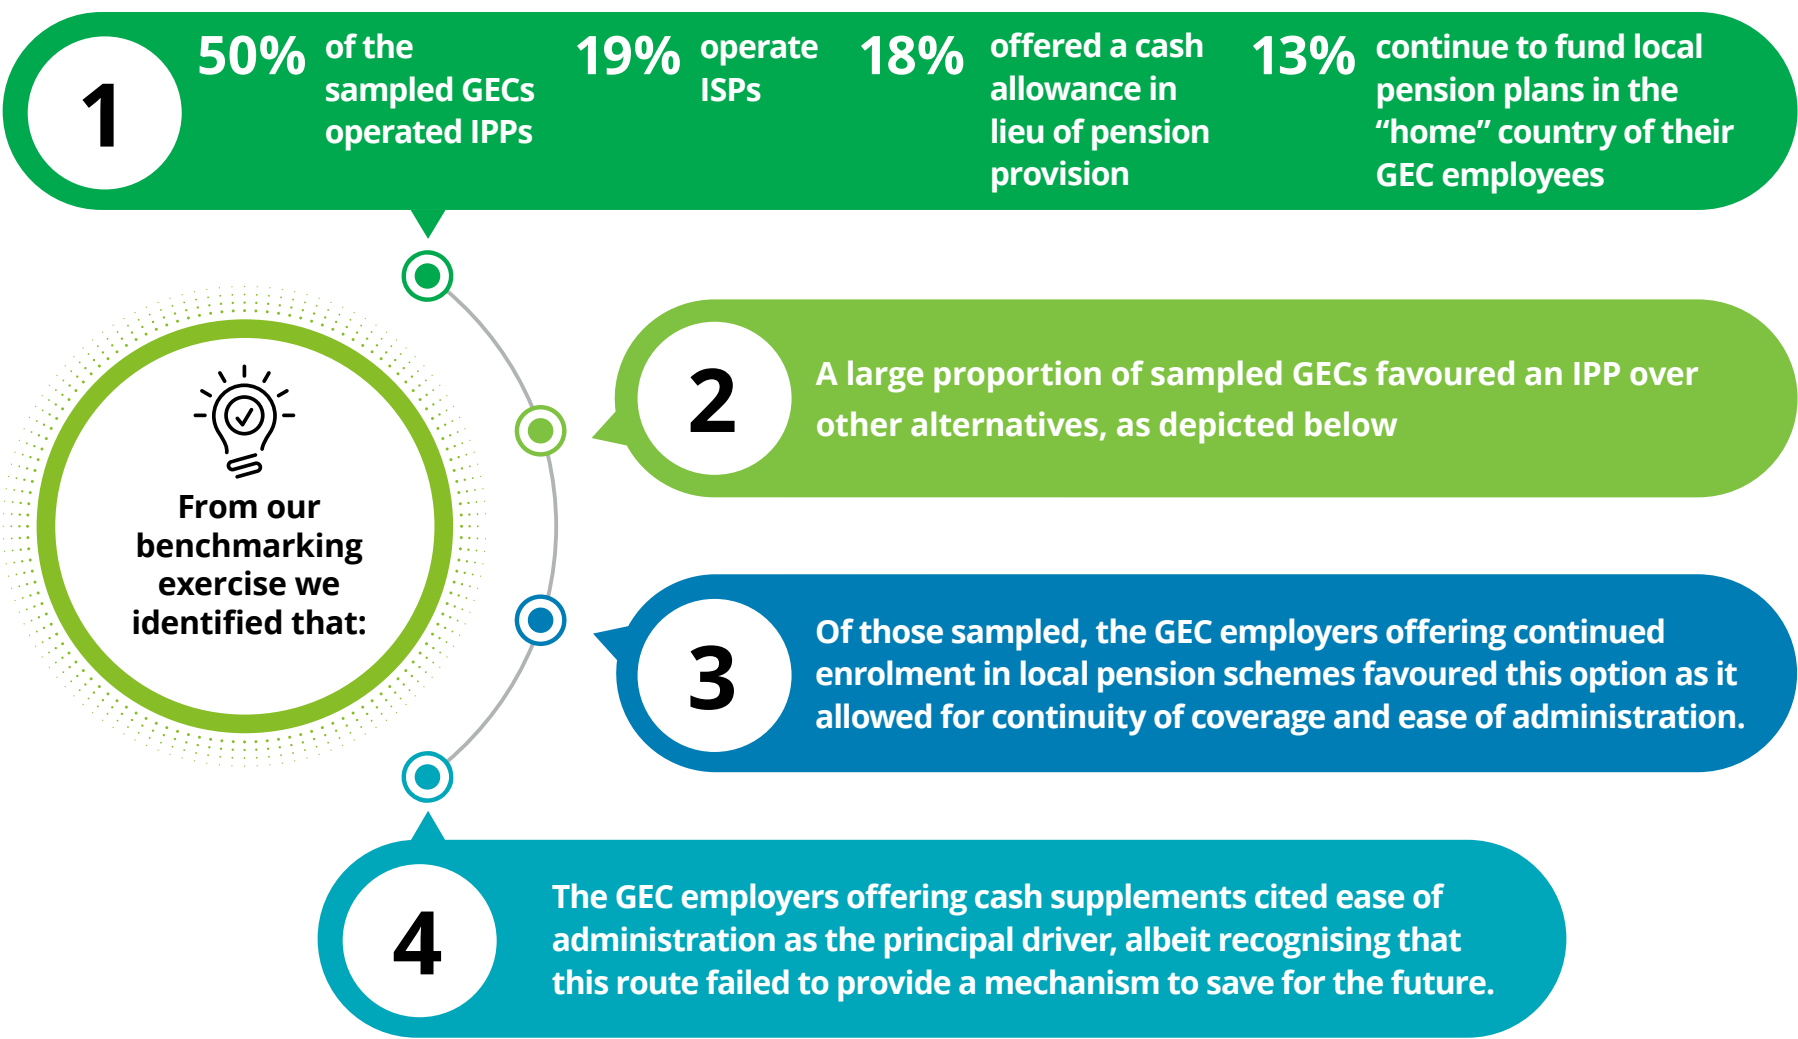 1
50%
of the
sampled GECs
operated IPPs
19%
operate
ISPs
18%
offered a cash
allowance in
lieu of pension
provision
13%
continue to fund local
pension plans in the
“home” country of their
GEC employees
From our
benchmarking
exercise we
identified that:
2
A large proportion of sampled GECs favoured an IPP over
other alternatives, as depicted below
3
Of those sampled, the GEC employers offering continued
enrolment in local pension schemes favoured this option as it
allowed for continuity of coverage and ease of administration.
4
The GEC employers offering cash supplements cited ease of
administration as the principal driver, albeit recognising that
this route failed to provide a mechanism to save for the future.